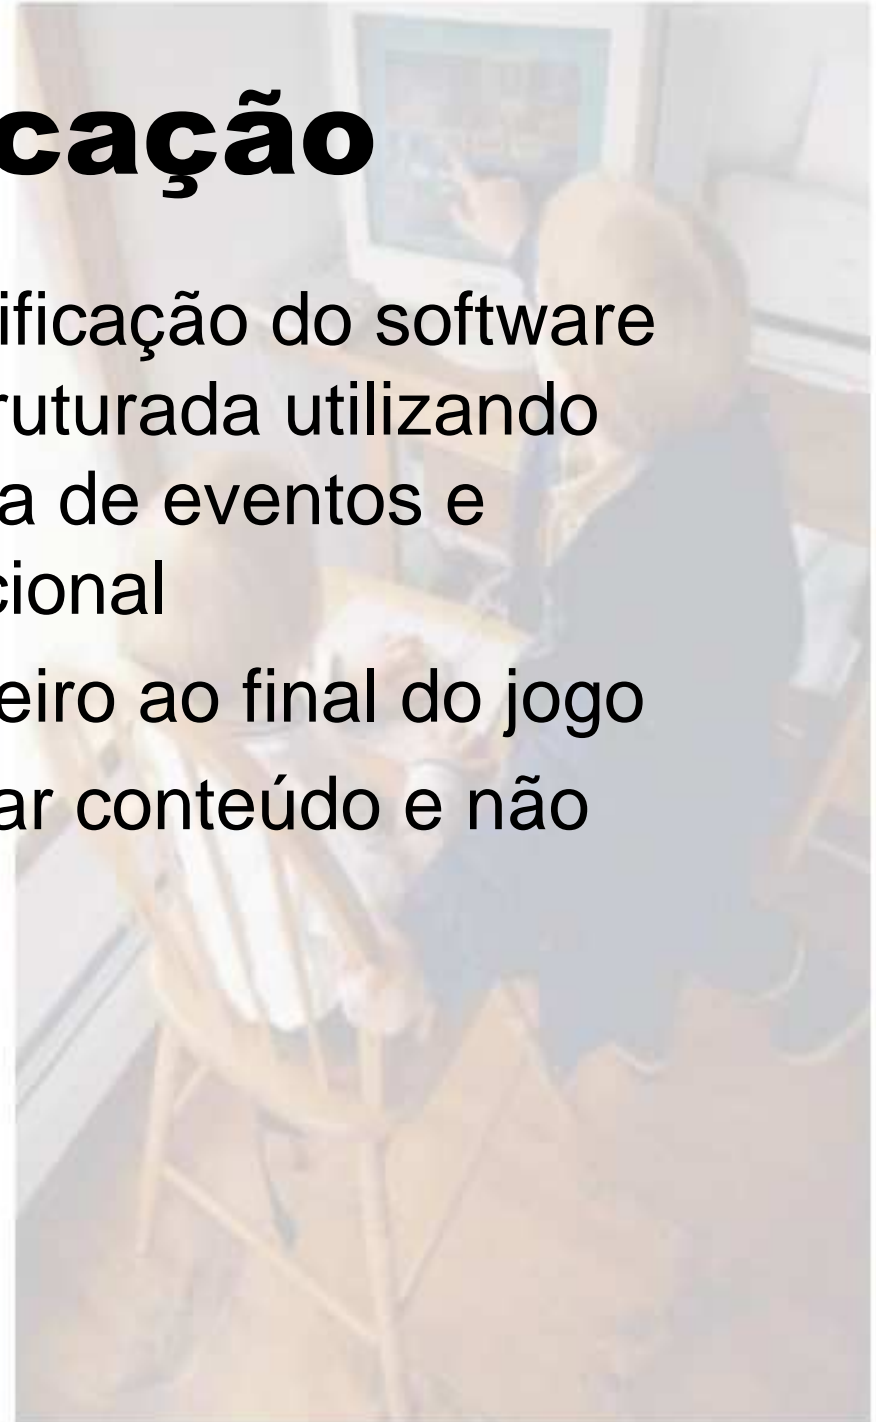 cação
ificação do software
ruturada utilizando
a de eventos e
cional
eiro ao final do jogo
ar conteúdo e não